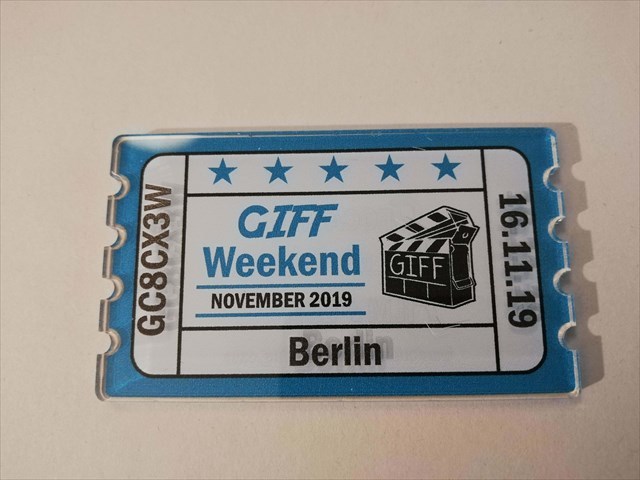 GC8CX3W
GIFF
Weekend
NOVEMBER 2019
GIFF
Berlin
16.11.19